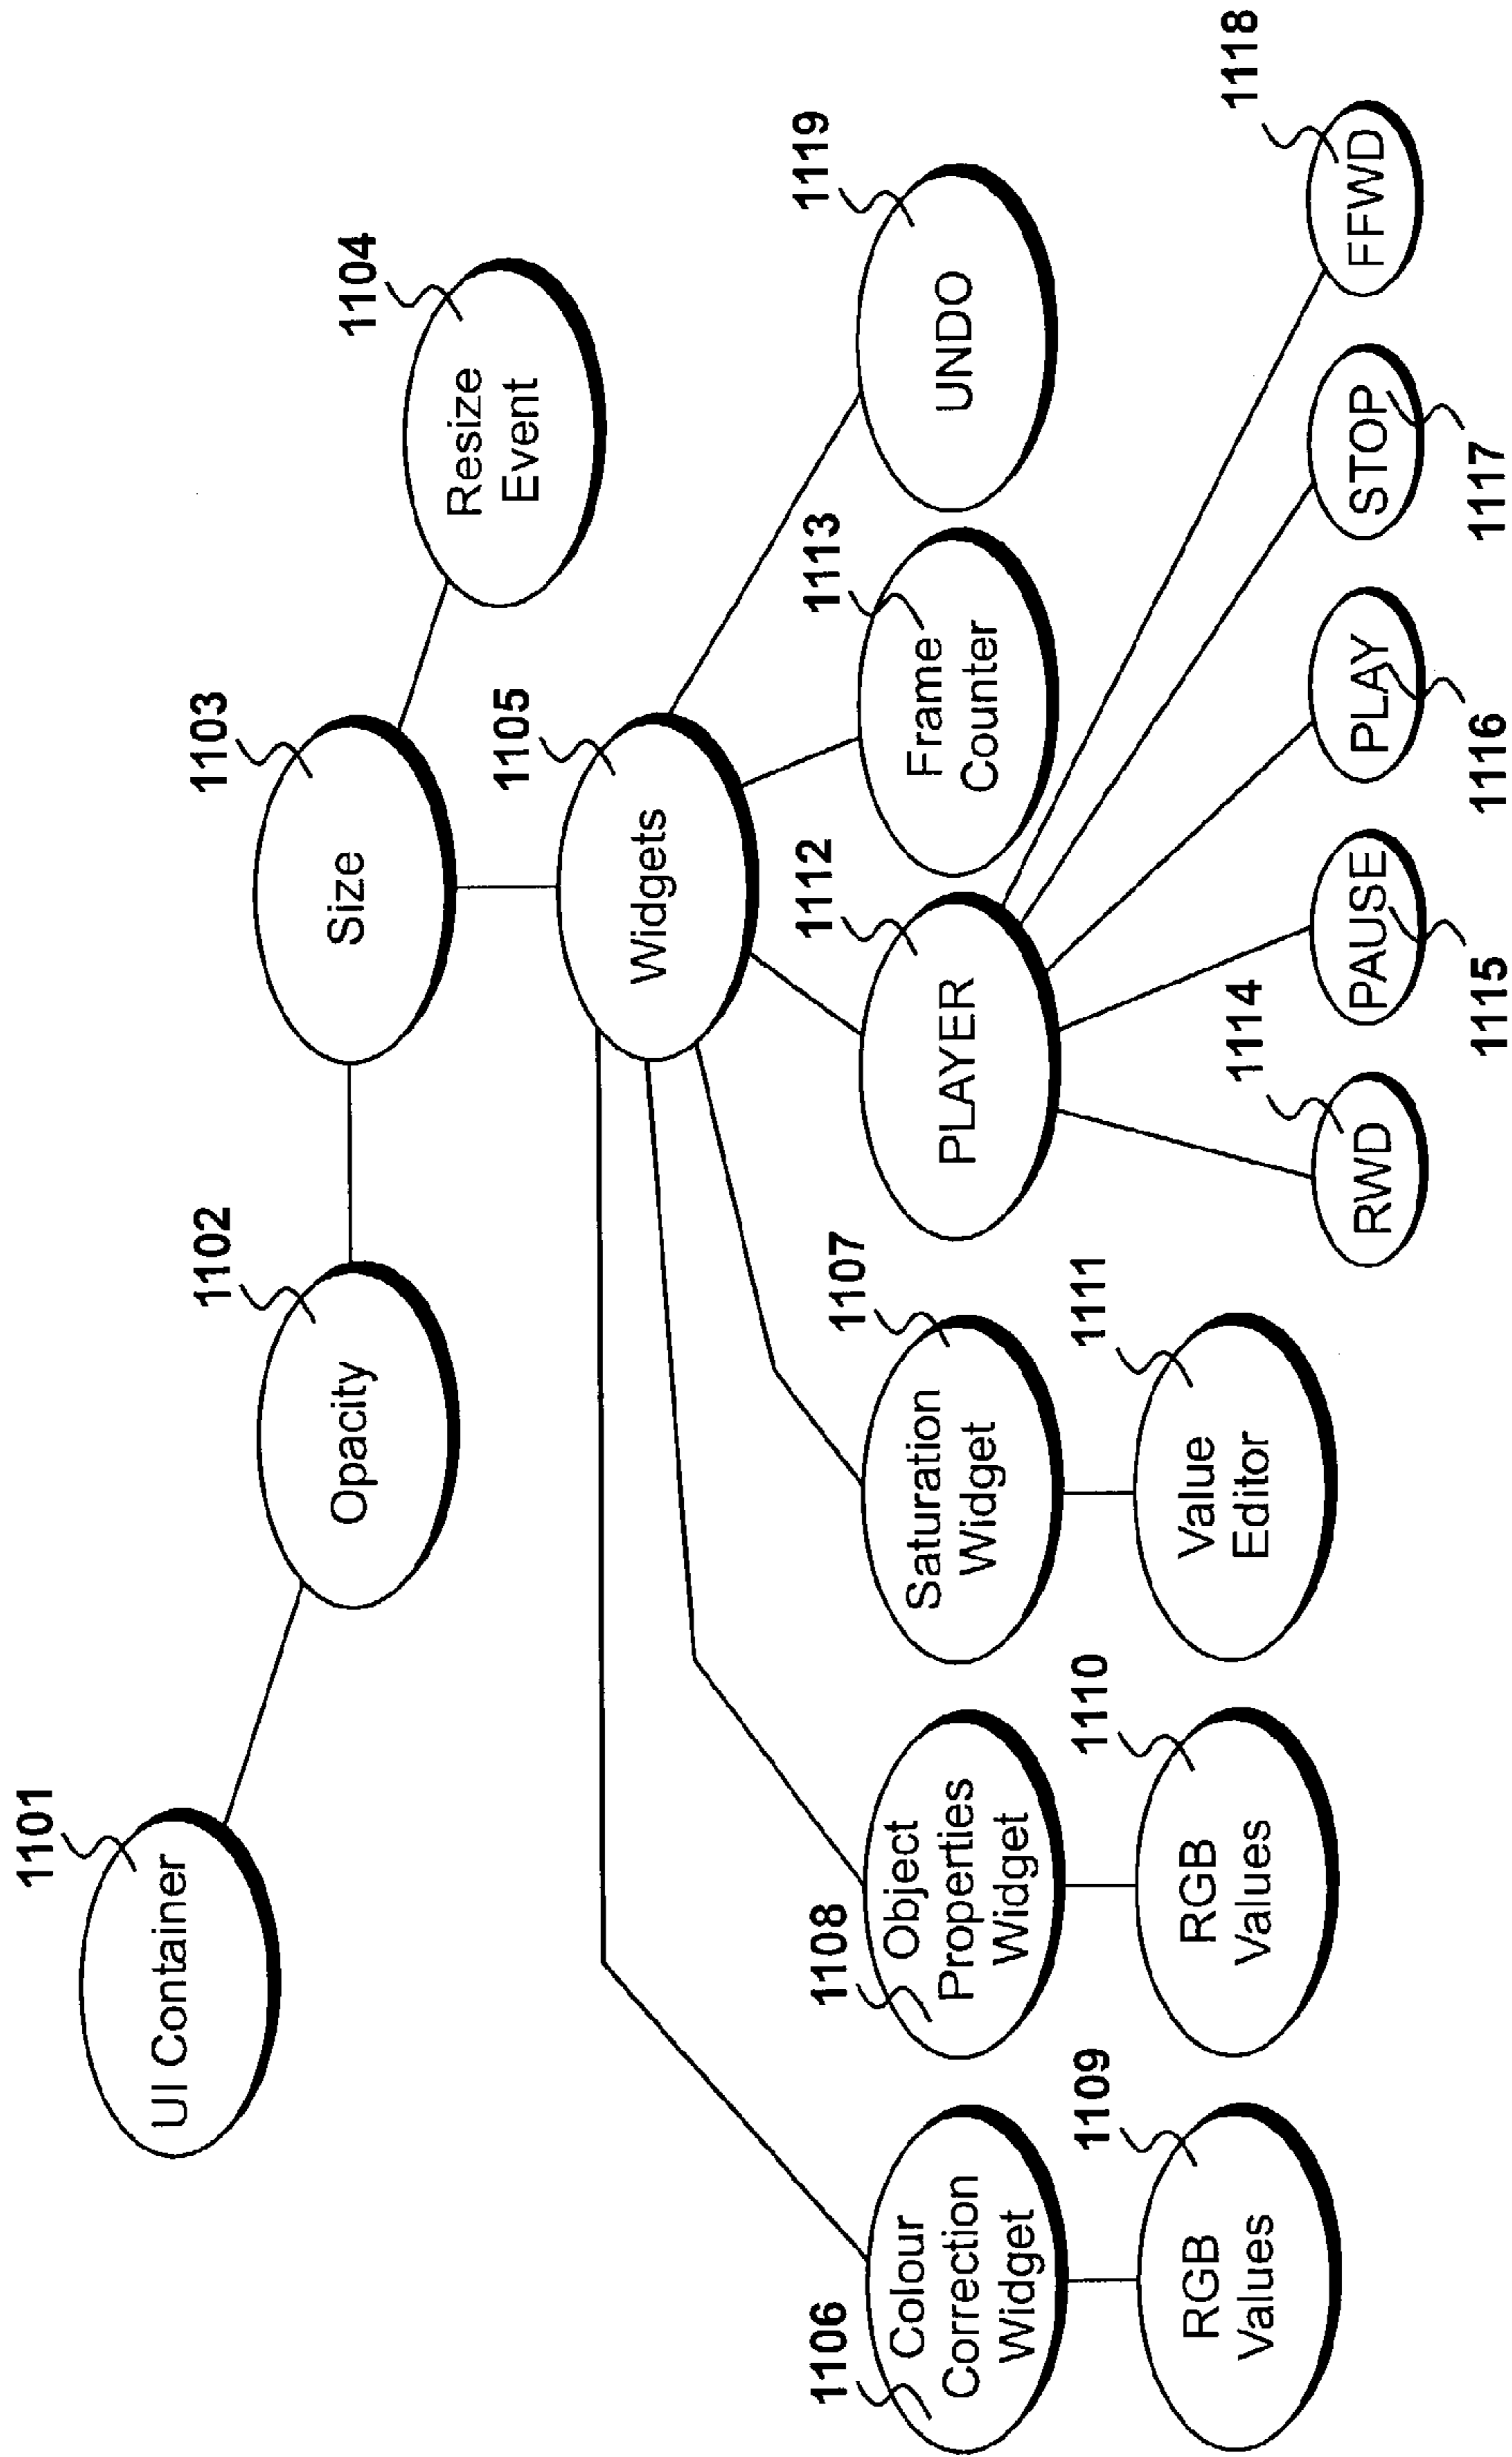 1101
UI Container
1102
Opacity
1103
Size
1104
Resize
Event
1105
Widgets
1106
Colour
Correction
Widget
1108
Object
Properties
Widget
1107
Saturation
Widget
1112
PLAYER
1113
Frame
Counter
1119
UNDO
1109
RGB
Values
1110
RGB
Values
1111
Value
Editor
1114
RWD
PAUSE
1115
PLAY
1116
STOP
1117
1118
FFWD